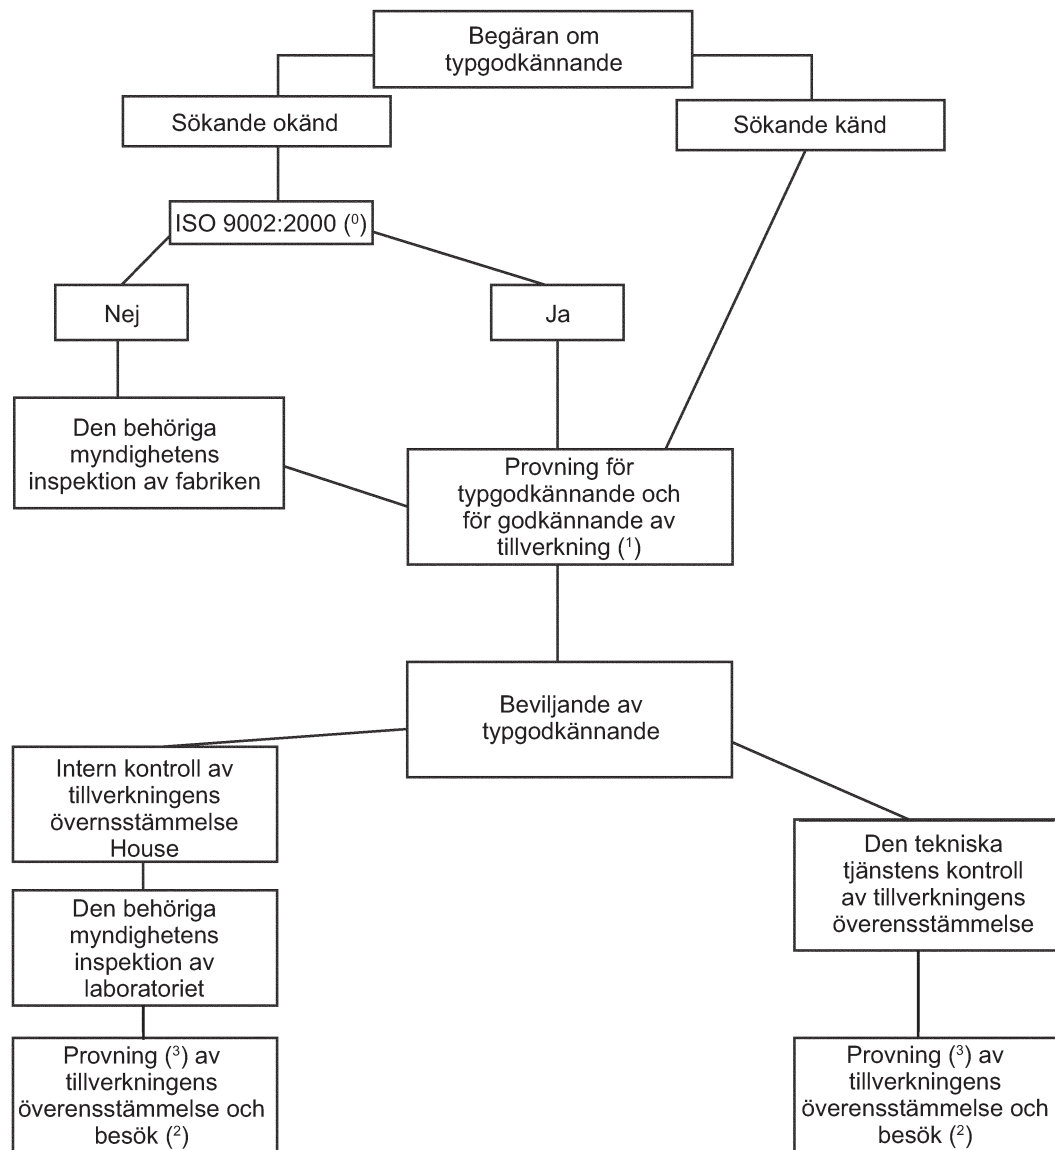 Begäran om
typgodkännande
Sökande okänd
Sökande känd
ISO 9002:2000 (⁰)
Nej
Ja
Den behöriga
myndighetens
inspektion av fabriken
Provning för
typgodkännande och
för godkännande av
tillverkning (¹)
Beviljande av
typgodkännande
Intern kontroll av
tillverkningens
övernsstämmelse
House
Den tekniska
tjänstens kontroll
av tillverkningens
överensstämmelse
Den behöriga
myndighetens
inspektion av
laboratoriet
Provning (³) av
tillverkningens
överensstämmelse och
besök (²)
Provning (³) av
tillverkningens
överensstämmelse och
besök (²)